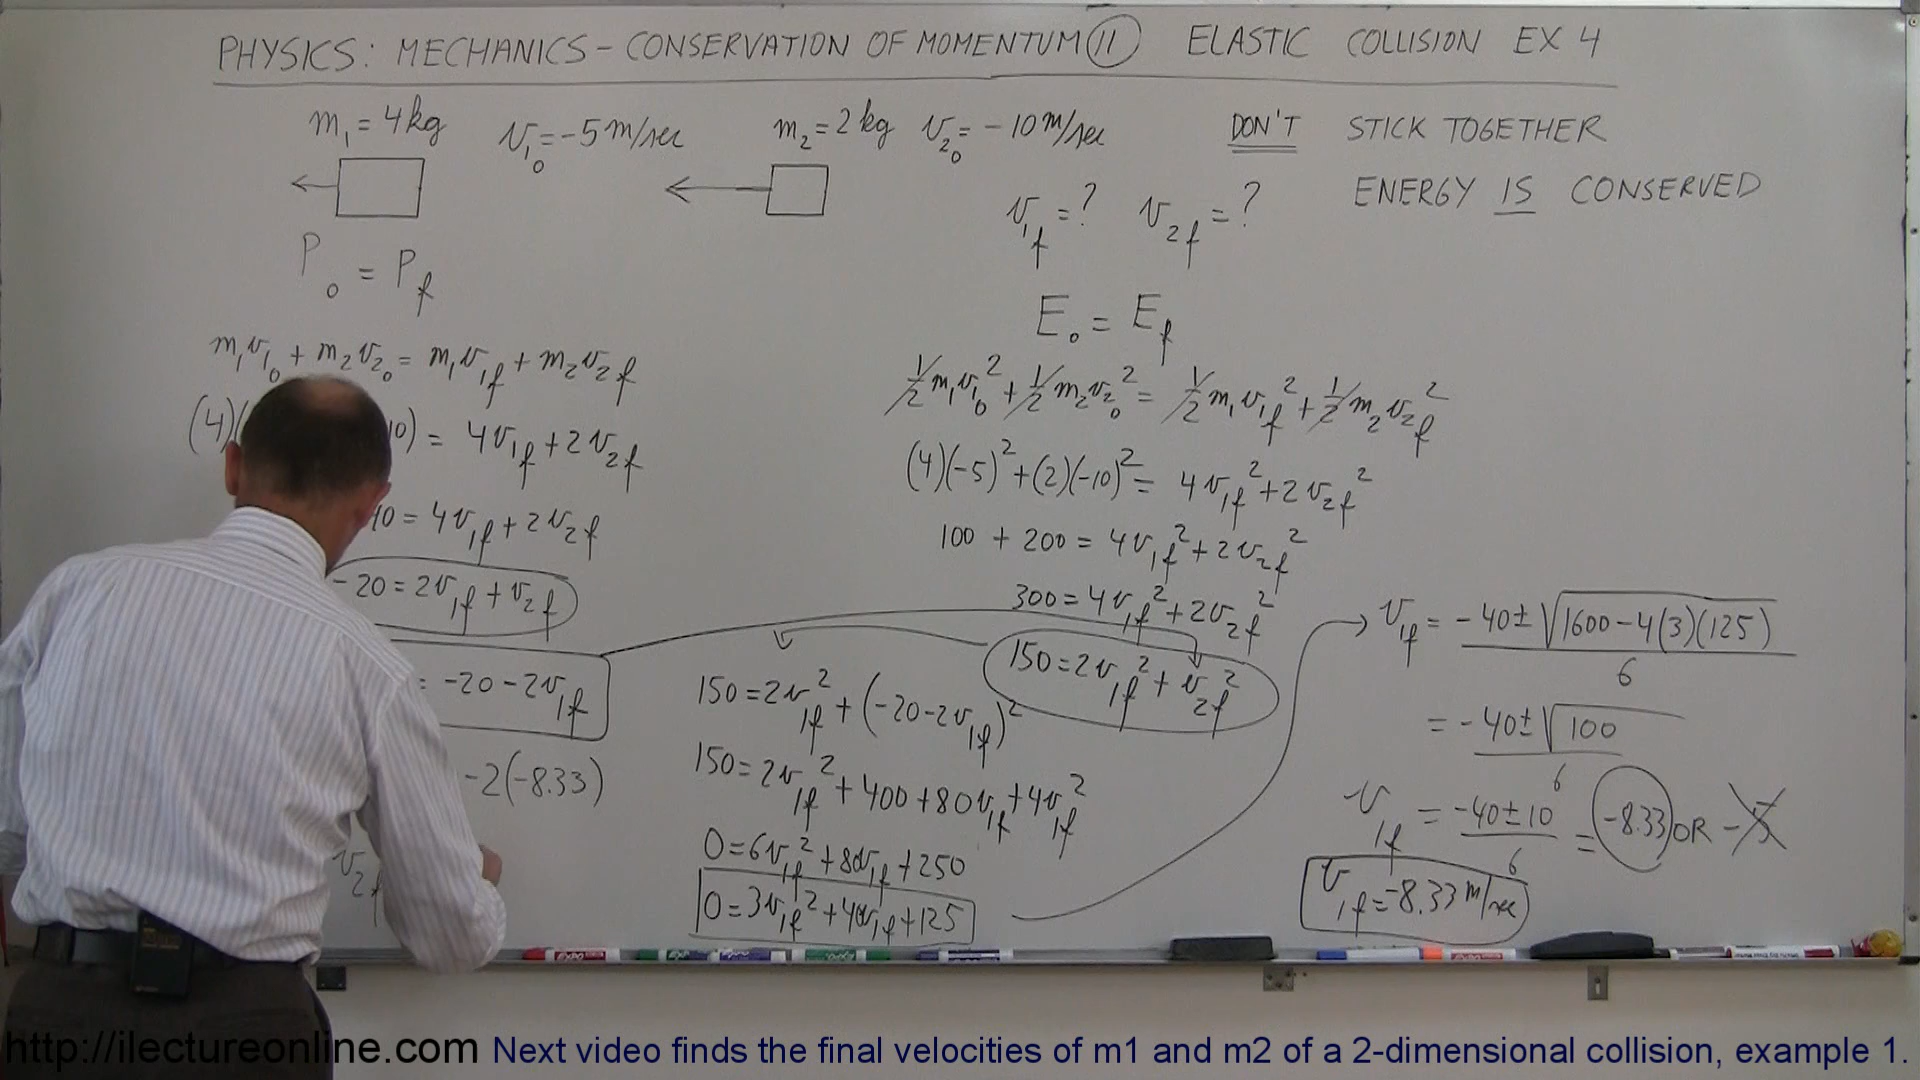 PHYSICS: MECHANICS – CONSERVATION OF MOMENTUM (11) ELASTIC COLLISION EX 4
m₁ = 4 kg v₁₀ = -5 m/sec m₂ = 2 kg v₂₀ = -10 m/sec DON'T STICK TOGETHER
ENERGY IS CONSERVED
v₁f = ? v₂f = ?
P₀ = Pf
m₁v₁₀ + m₂v₂₀ = m₁v₁f + m₂v₂f
(4)( 10) = 4v₁f + 2v₂f
40 = 4v₁f + 2v₂f
-20 = 2v₁f + v₂f
= -20 - 2v₁f
-2(-8.33)
v₂f
E₀ = Ef
½m₁v₁₀² + ½m₂v₂₀² = ½m₁v₁f² + ½m₂v₂f²
(4)(-5)² + (2)(-10)² = 4v₁f² + 2v₂f²
100 + 200 = 4v₁f² + 2v₂f²
300 = 4v₁f² + 2v₂f²
150 = 2v₁f² + v₂f²
150 = 2v₁f² + (-20-2v₁f)²
150 = 2v₁f² + 400 + 80v₁f + 4v₁f²
0 = 6v₁f² + 80v₁f + 250
0 = 3v₁f² + 40v₁f + 125
v₁f = -40 ± √1600 - 4(3)(125) / 6
= -40 ± √100 / 6
v₁f = -40 ± 10 / 6 = -8.33 OR -5
v₁f = -8.33 m/sec
http://ilectureonline.com Next video finds the final velocities of m1 and m2 of a 2-dimensional collision, example 1.